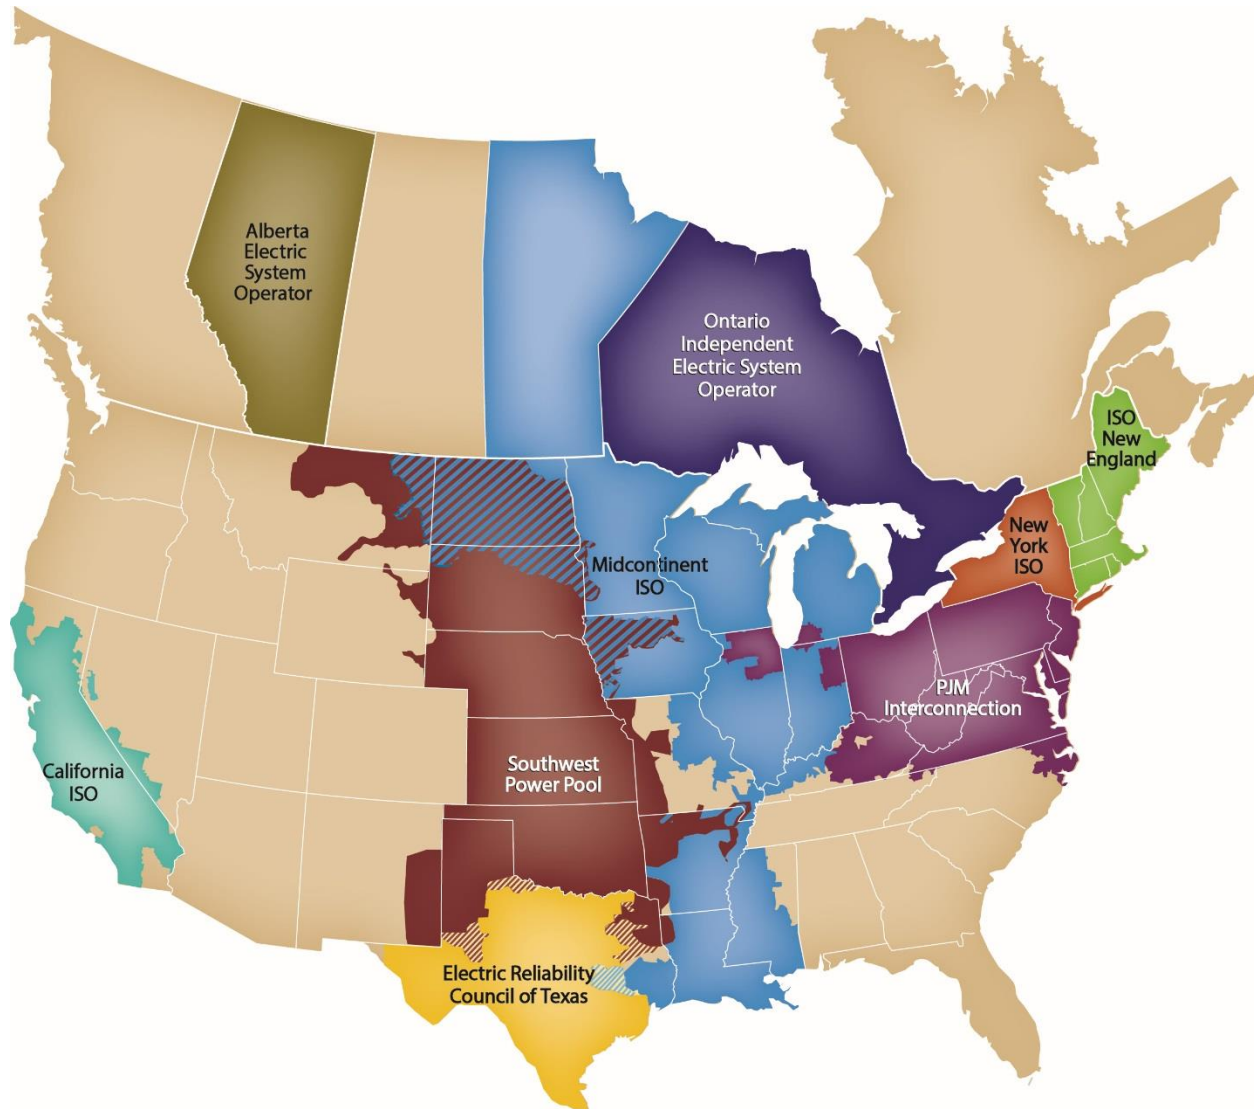 Alberta
Electric
System
Operator
Ontario
Independent
Electric System
Operator
ISO
New
England
New
York
ISO
Midcontinent
ISO
PJM
Interconnection
Southwest
Power Pool
California
ISO
Electric Reliability
Council of Texas